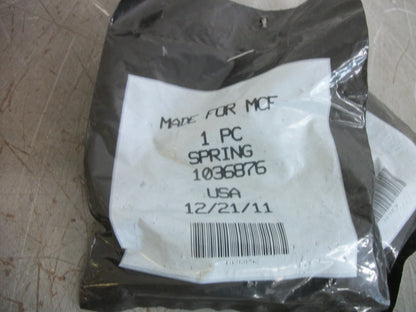 MADE FOR MCF
1 PC
SPRING
1036876
USA
12/21/11